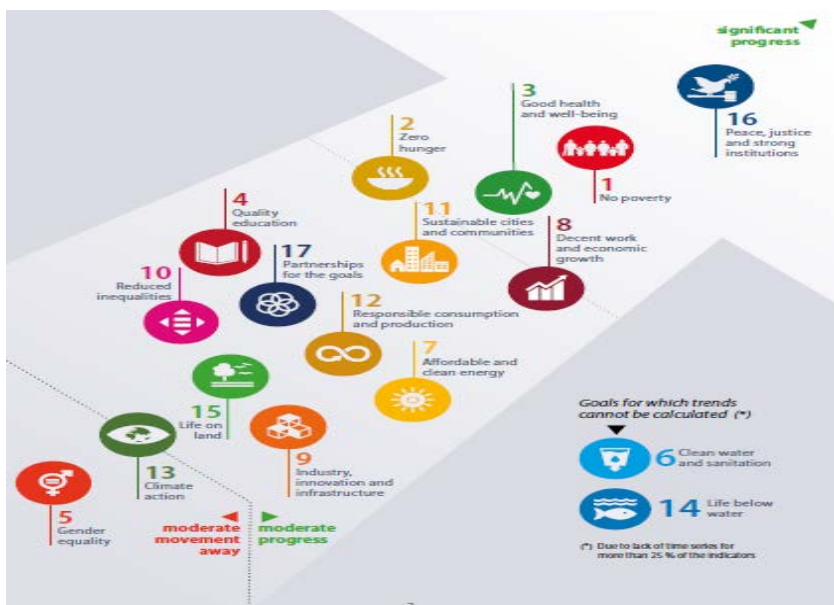 significant
progress
3
Good health
and well-being
16
Peace, justice
and strong
institutions
2
Zero
hunger
1
No poverty
4
Quality
education
11
Sustainable cities
and communities
8
Decent work
and economic
growth
17
Partnerships
for the goals
10
Reduced
inequalities
12
Responsible consumption
and production
7
Affordable and
clean energy
15
Life on
land
9
Industry,
innovation and
infrastructure
13
Climate
action
5
Gender
equality
moderate
movement
away
moderate
progress
Goals for which trends
cannot be calculated (*)
6 Clean water
and sanitation
14 Life below
water
(*) Due to lack of time series for
more than 25 % of the indicators